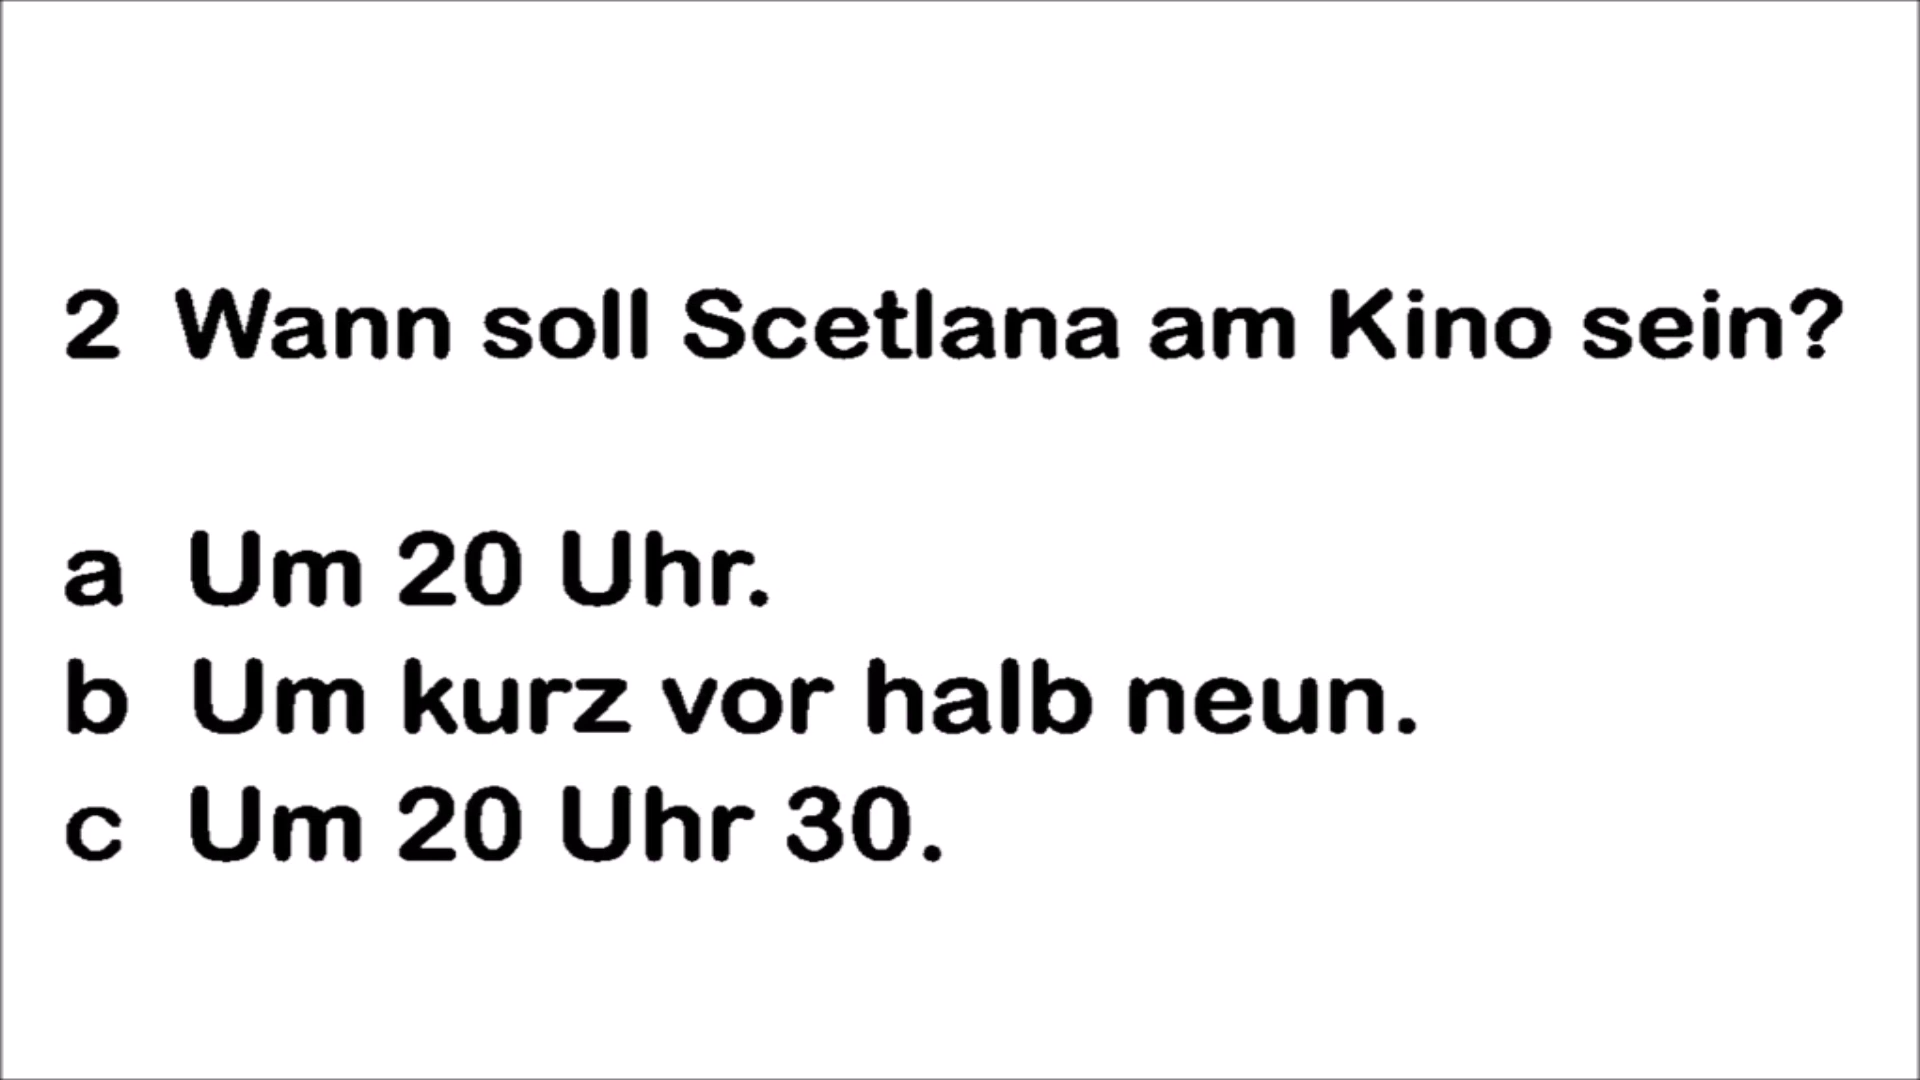 2 Wann soll Scetlana am Kino sein?
a Um 20 Uhr.
b Um kurz vor halb neun.
c Um 20 Uhr 30.